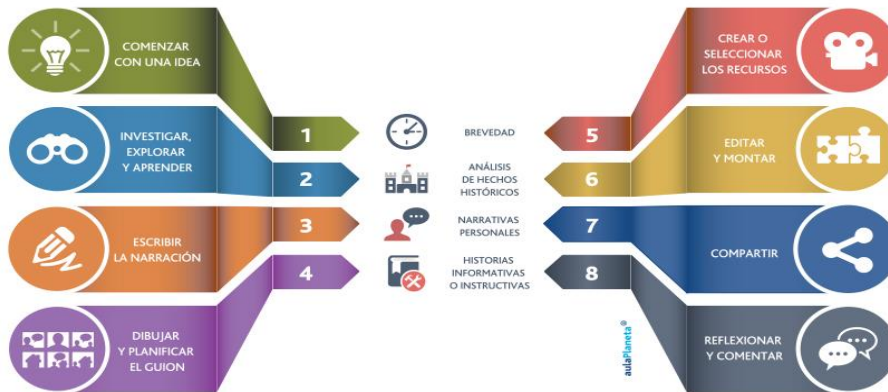 COMENZAR
CON UNA IDEA
1
INVESTIGAR,
EXPLORAR
Y APRENDER
2
ESCRIBIR
LA NARRACIÓN
3
DIBUJAR
Y PLANIFICAR
EL GUION
4
BREVEDAD
ANÁLISIS
DE HECHOS
HISTÓRICOS
NARRATIVAS
PERSONALES
HISTORIAS
INFORMATIVAS
O INSTRUCTIVAS
CREAR O
SELECCIONAR
LOS RECURSOS
5
EDITAR
Y MONTAR
6
COMPARTIR
7
REFLEXIONAR
Y COMENTAR
8
aulaPlaneta